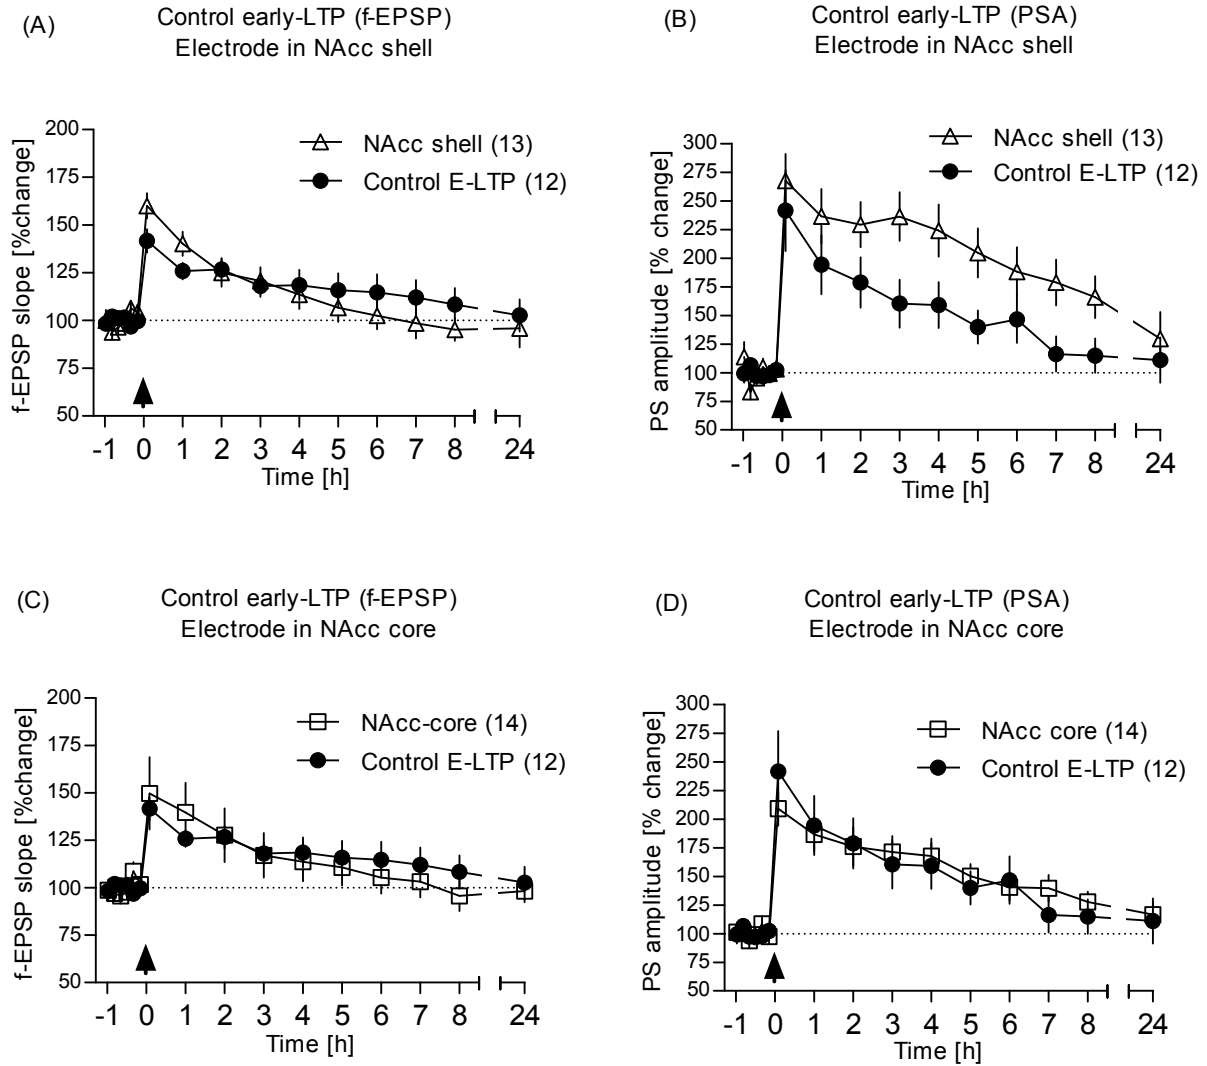 (A)
Control early-LTP (f-EPSP)
Electrode in NAcc shell
f-EPSP slope [%change]
200
175
150
125
100
75
50
NAcc shell (13)
Control E-LTP (12)
-1 0 1 2 3 4 5 6 7 8 24
Time [h]
(B)
Control early-LTP (PSA)
Electrode in NAcc shell
PS amplitude [% change]
300
275
250
225
200
175
150
125
100
75
50
NAcc shell (13)
Control E-LTP (12)
-1 0 1 2 3 4 5 6 7 8 24
Time [h]
(C)
Control early-LTP (f-EPSP)
Electrode in NAcc core
f-EPSP slope [%change]
200
175
150
125
100
75
50
NAcc-core (14)
Control E-LTP (12)
-1 0 1 2 3 4 5 6 7 8 24
Time [h]
(D)
Control early-LTP (PSA)
Electrode in NAcc core
PS amplitude [% change]
300
275
250
225
200
175
150
125
100
75
50
NAcc core (14)
Control E-LTP (12)
-1 0 1 2 3 4 5 6 7 8 24
Time [h]